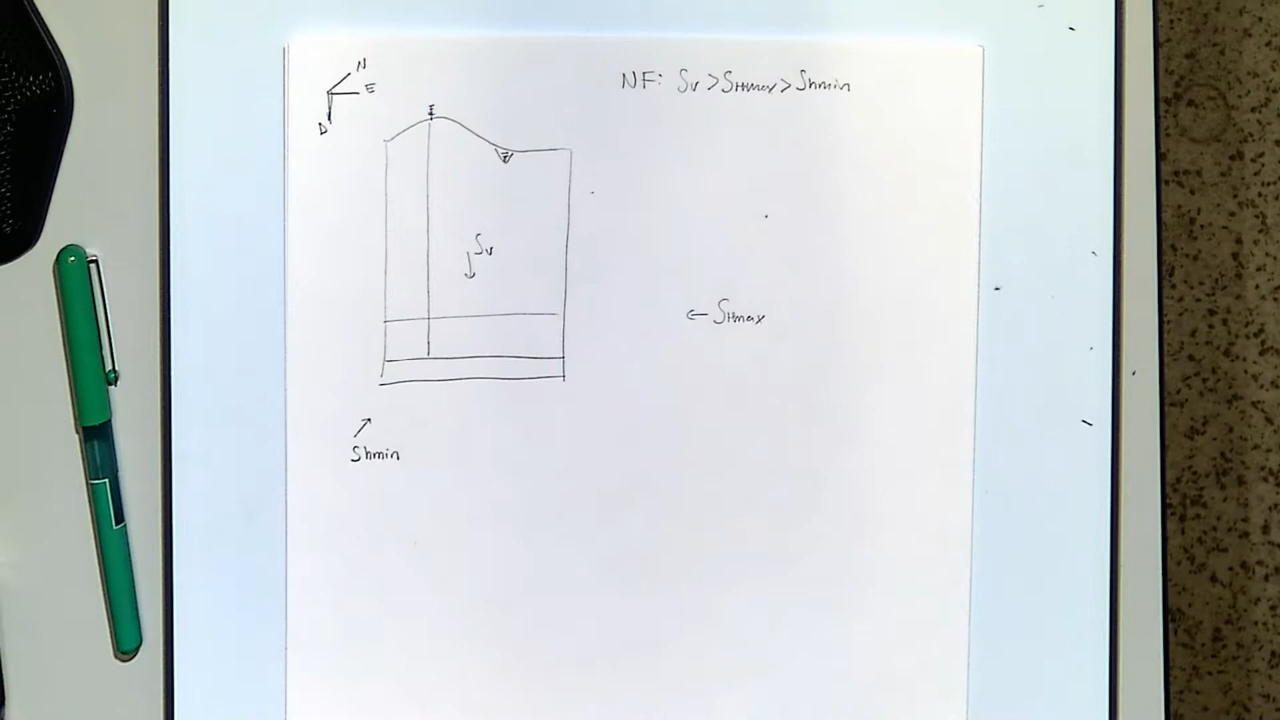 N
E
D
NF: Sv > SHmax > Shmin
Sv
← SHmax
Shmin